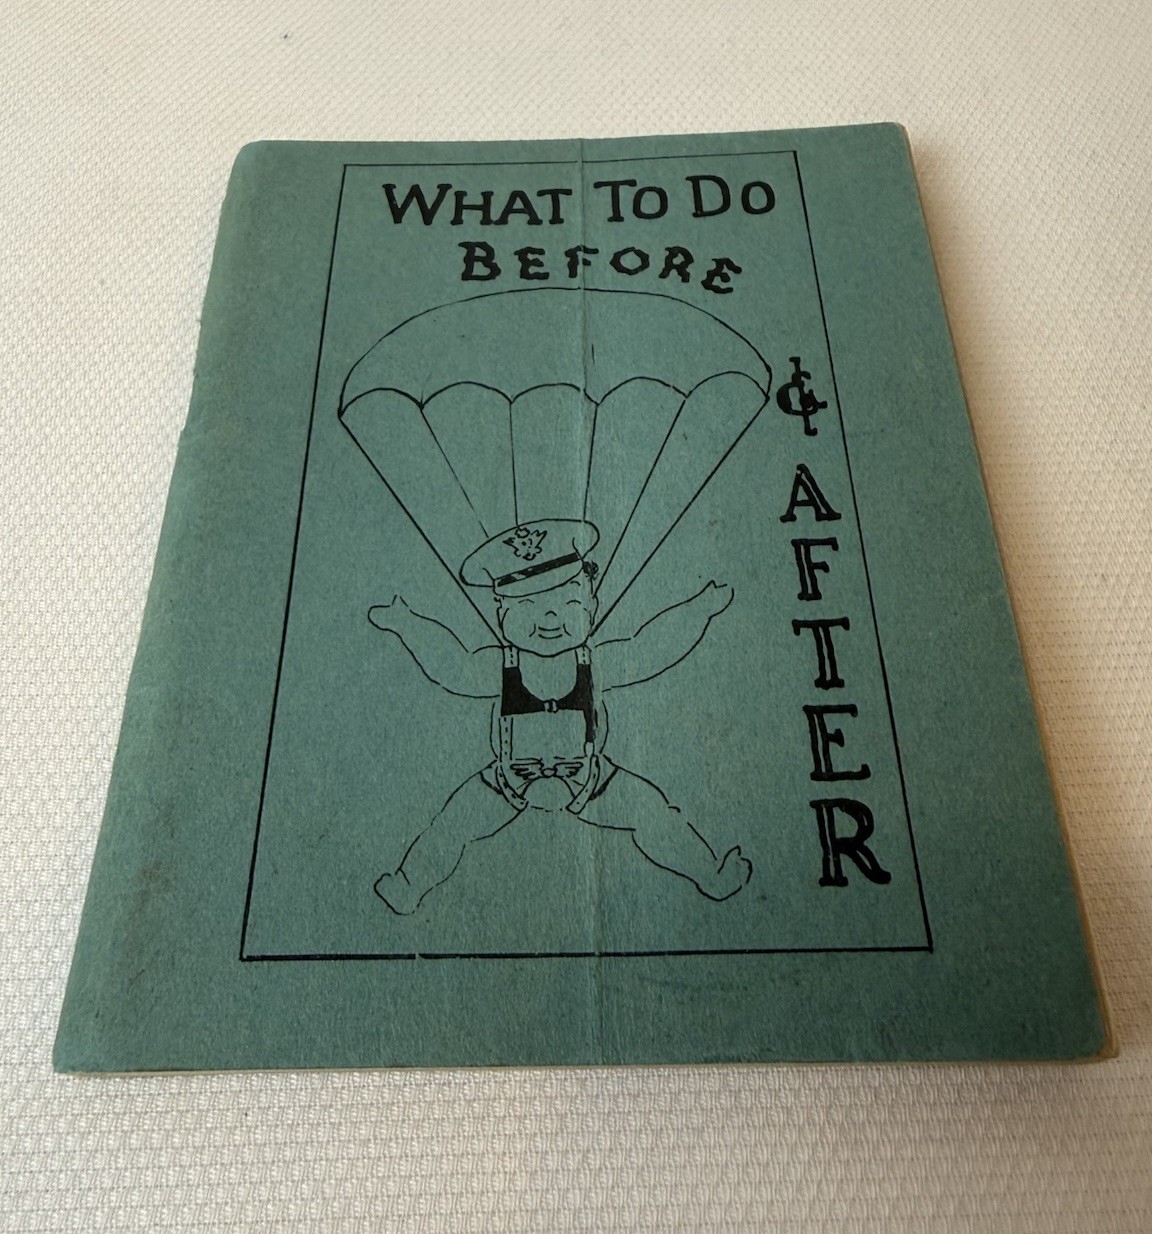 WHAT TO DO
BEFORE
&
AFTER